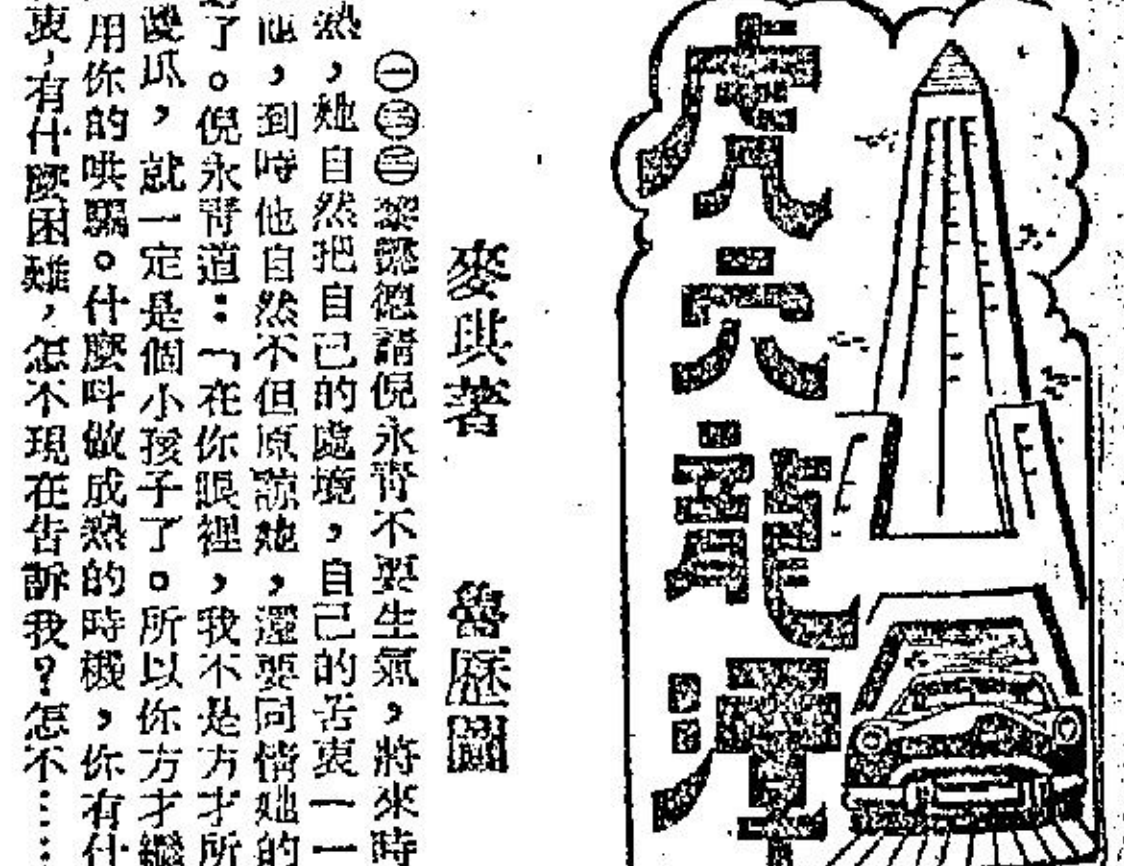 虎穴龍潭
麥琪著　魯歷圖
㊀㊂㊂黎懿德請倪永青不要生氣，將來時
熟，她自然把自己的處境，自己的苦衷一一
他，到時他自然不但原諒她，還要同情她的
了。倪永青道：「在你眼裡，我不是方才所
傻瓜，就一定是個小孩子了。所以你方才繼
用你的哄騙。什麼叫做成熟的時機，你有什
衷，有什麼困難，怎不現在告訴我？怎不……